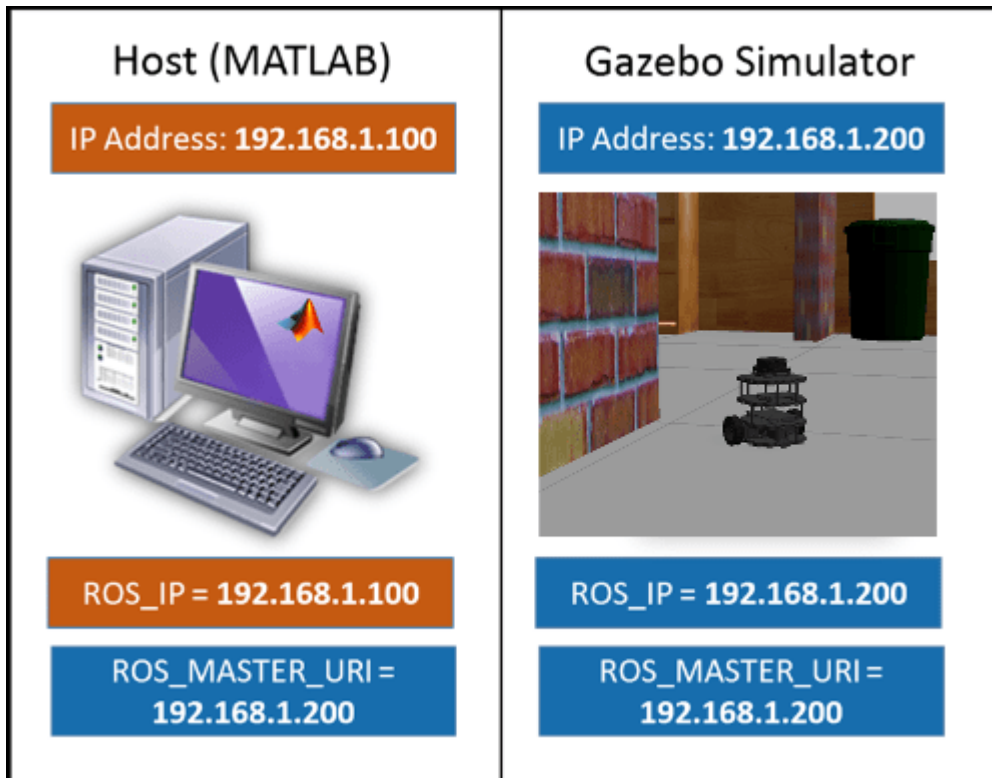 Host (MATLAB)
IP Address: 192.168.1.100
ROS_IP = 192.168.1.100
ROS_MASTER_URI =
192.168.1.200
Gazebo Simulator
IP Address: 192.168.1.200
ROS_IP = 192.168.1.200
ROS_MASTER_URI =
192.168.1.200